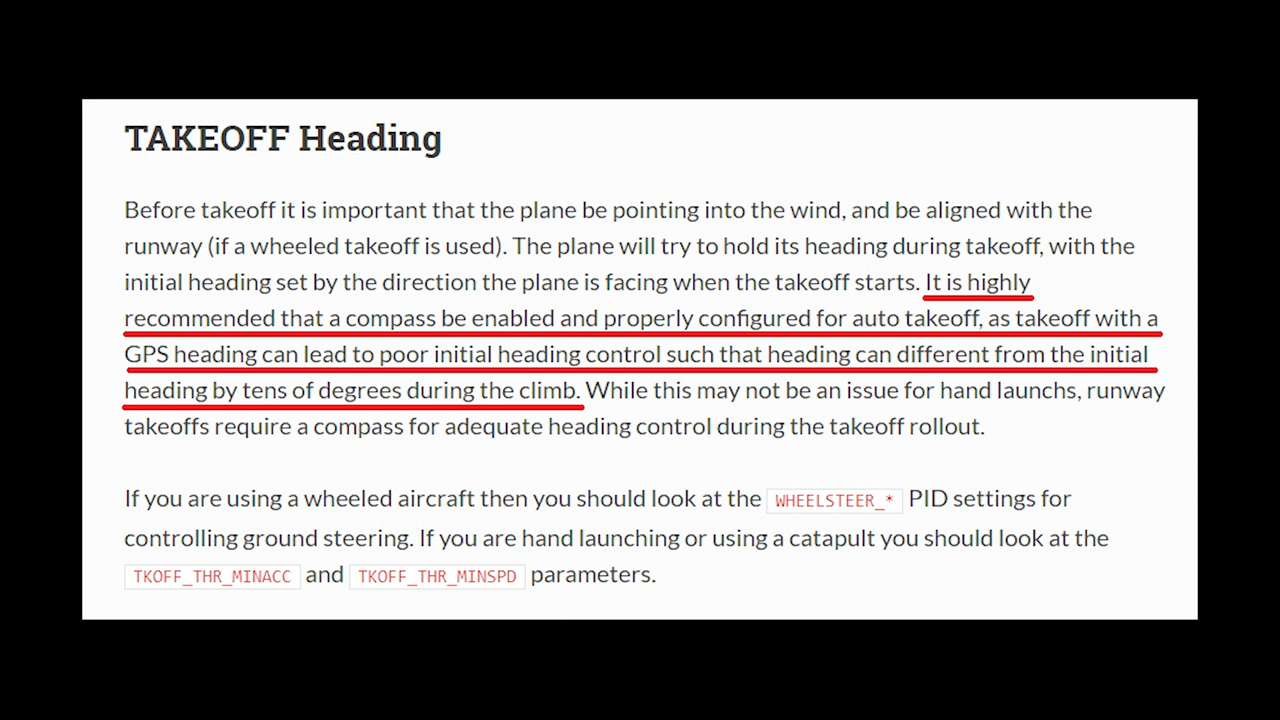 TAKEOFF Heading
Before takeoff it is important that the plane be pointing into the wind, and be aligned with the
runway (if a wheeled takeoff is used). The plane will try to hold its heading during takeoff, with the
initial heading set by the direction the plane is facing when the takeoff starts. It is highly
recommended that a compass be enabled and properly configured for auto takeoff, as takeoff with a
GPS heading can lead to poor initial heading control such that heading can different from the initial
heading by tens of degrees during the climb. While this may not be an issue for hand launchs, runway
takeoffs require a compass for adequate heading control during the takeoff rollout.
If you are using a wheeled aircraft then you should look at the WHEELSTEER_* PID settings for
controlling ground steering. If you are hand launching or using a catapult you should look at the
TKOFF_THR_MINACC and TKOFF_THR_MINSPD parameters.